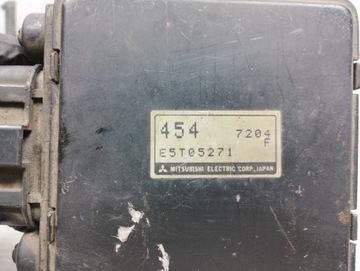 454 7204
F
E5T05271
MITSUBISHI ELECTRIC CORP, JAPAN